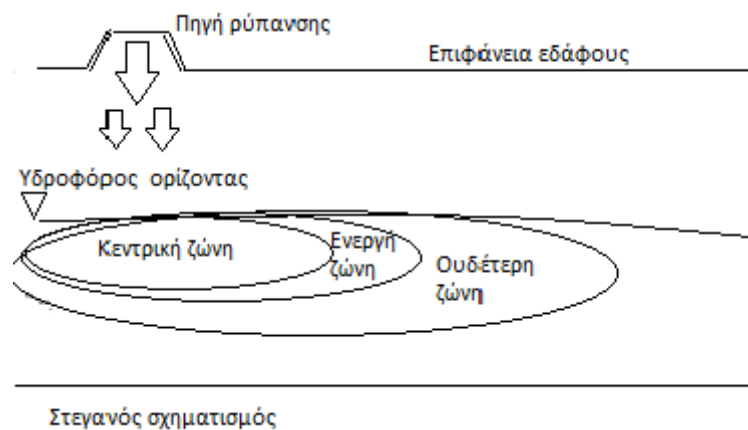 Πηγή ρύπανσης
Επιφάνεια εδάφους
Υδροφόρος ορίζοντας
Κεντρική ζώνη
Ενεργή
ζώνη
Ουδέτερη
ζώνη
Στεγανός σχηματισμός